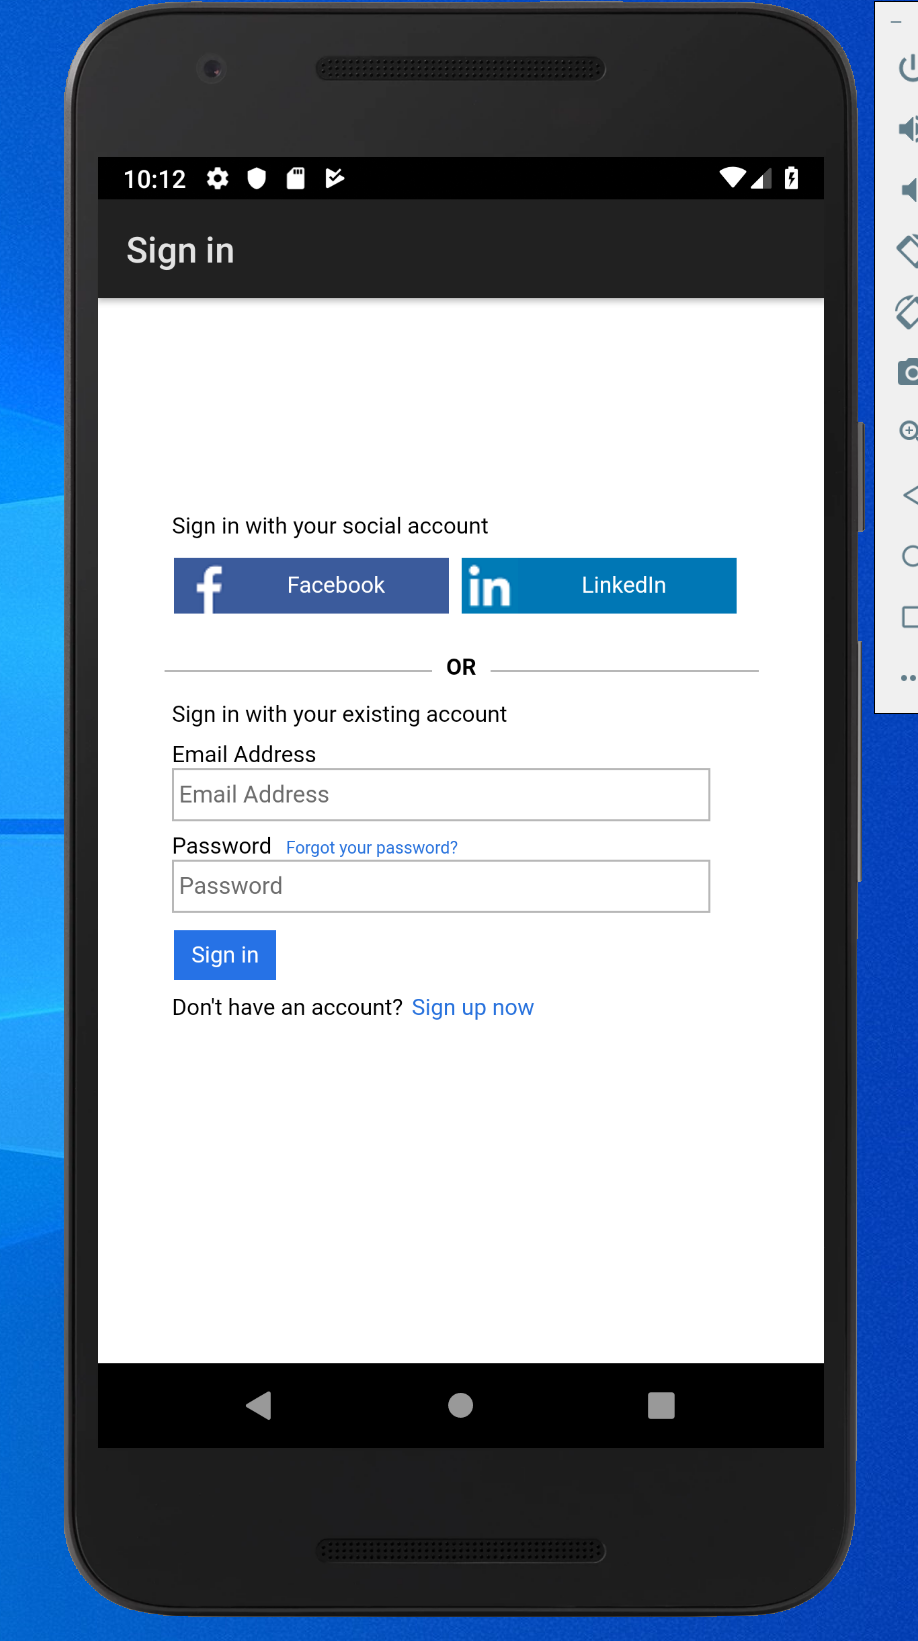 10:12
Sign in
Sign in with your social account
f Facebook in LinkedIn
OR
Sign in with your existing account
Email Address
Email Address
Password Forgot your password?
Password
Sign in
Don't have an account? Sign up now